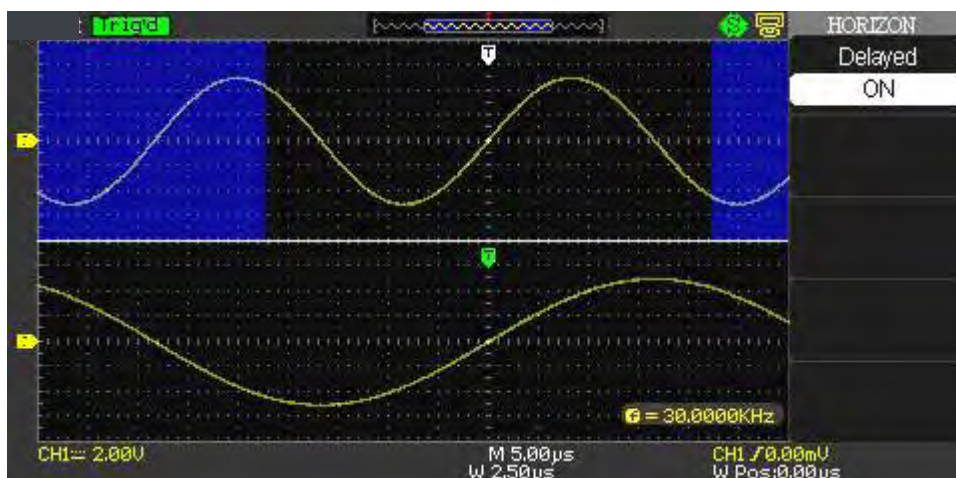 Trig'd
S
HORIZON
Delayed
ON
T
T
f = 30.0000KHz
CH1 2.00V
M 5.00μs
CH1 0.00mV
W 2.50μs
W Pos:0.00μs